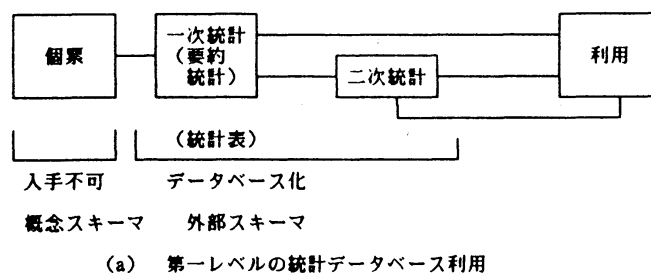 個票
一次統計
（要約
統計）
二次統計
利用
（統計表）
入手不可 データベース化
概念スキーマ 外部スキーマ
(a) 第一レベルの統計データベース利用